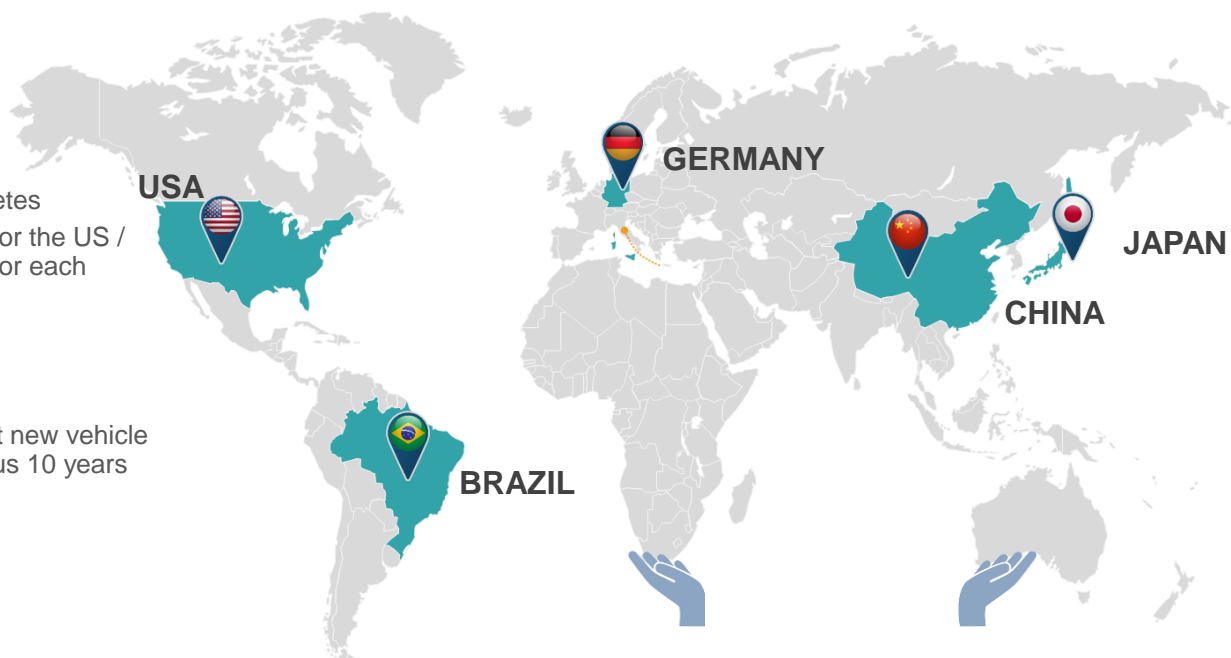 USA
GERMANY
etes
or the US /
or each
JAPAN
CHINA
t new vehicle
us 10 years
BRAZIL